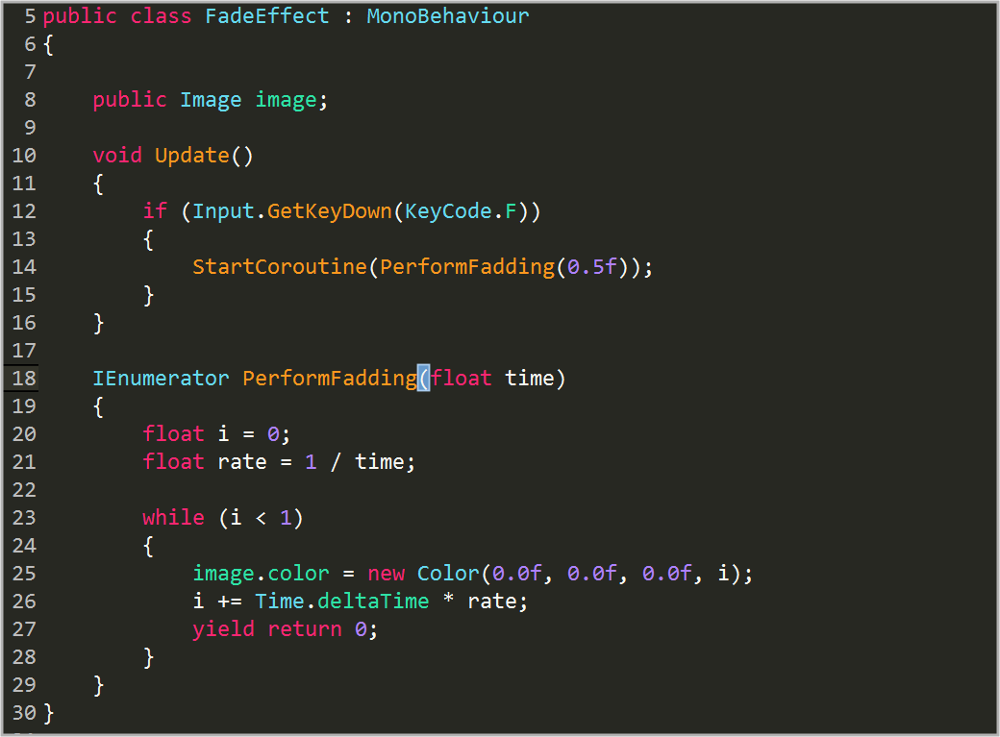 5 public class FadeEffect : MonoBehaviour
6 {
7
8     public Image image;
9
10     void Update()
11     {
12         if (Input.GetKeyDown(KeyCode.F))
13         {
14             StartCoroutine(PerformFadding(0.5f));
15         }
16     }
17
18     IEnumerator PerformFadding(float time)
19     {
20         float i = 0;
21         float rate = 1 / time;
22
23         while (i < 1)
24         {
25             image.color = new Color(0.0f, 0.0f, 0.0f, i);
26             i += Time.deltaTime * rate;
27             yield return 0;
28         }
29     }
30 }